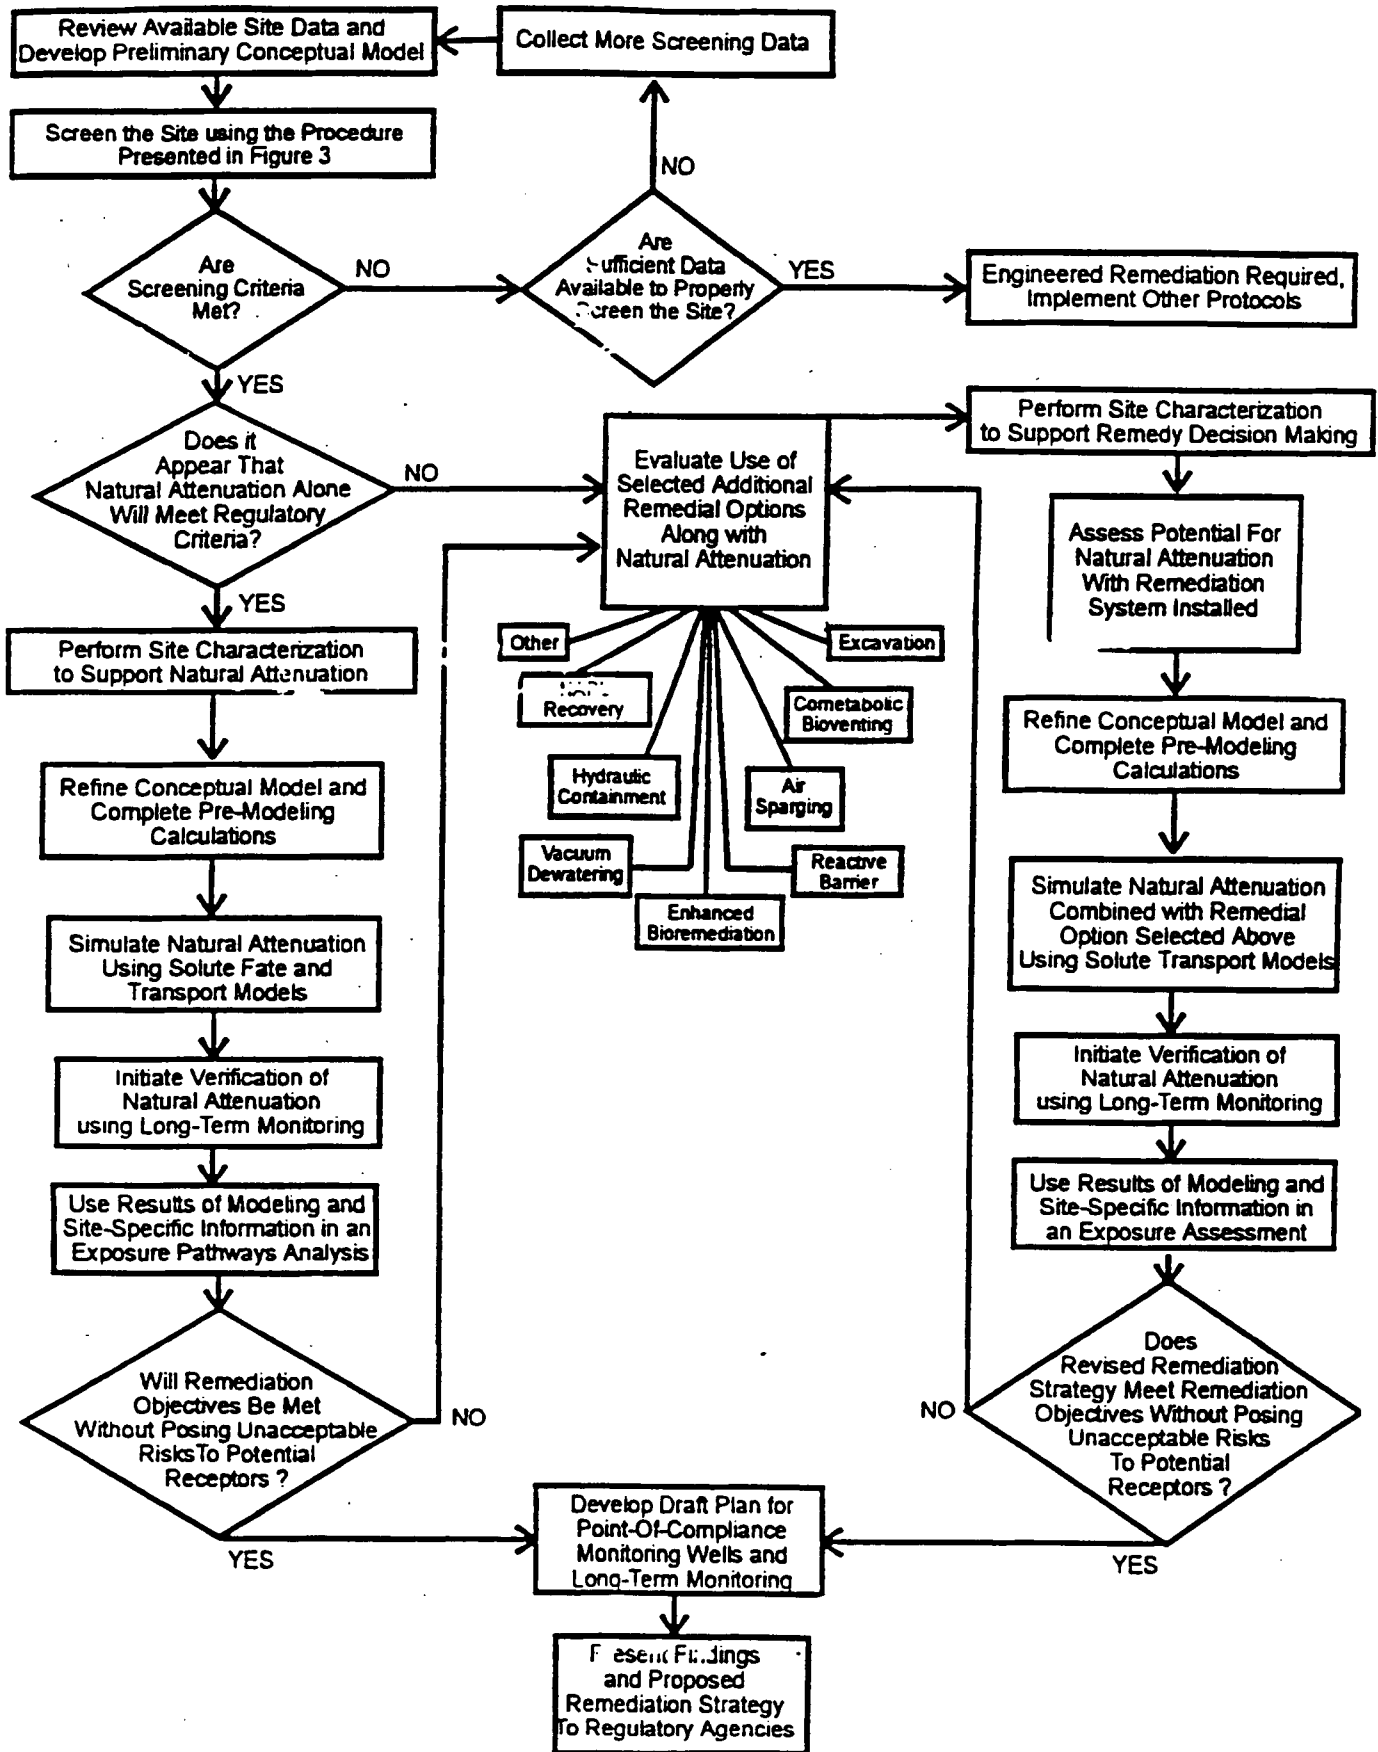 Review Available Site Data and
Develop Preliminary Conceptual Model
Collect More Screening Data
Screen the Site using the Procedure
Presented in Figure 3
NO
Are
Screening Criteria
Met?
NO
Are
Sufficient Data
Available to Property
Screen the Site?
YES
Engineered Remediation Required,
Implement Other Protocols
YES
Does it
Appear That
Natural Attenuation Alone
Will Meet Regulatory
Criteria?
NO
Evaluate Use of
Selected Additional
Remedial Options
Along with
Natural Attenuation
Perform Site Characterization
to Support Remedy Decision Making
Assess Potential For
Natural Attenuation
With Remediation
System Installed
YES
Perform Site Characterization
to Support Natural Attenuation
Other
Excavation
Recovery
Cometabolic
Bioventing
Refine Conceptual Model and
Complete Pre-Modeling
Calculations
Hydraulic
Containment
Air
Sparging
Refine Conceptual Model and
Complete Pre-Modeling
Calculations
Vacuum
Dewatering
Reactive
Barrier
Enhanced
Bioremediation
Simulate Natural Attenuation
Using Solute Fate and
Transport Models
Simulate Natural Attenuation
Combined with Remedial
Option Selected Above
Using Solute Transport Models
Initiate Verification of
Natural Attenuation
using Long-Term Monitoring
Initiate Verification of
Natural Attenuation
using Long-Term Monitoring
Use Results of Modeling and
Site-Specific Information in an
Exposure Pathways Analysis
Use Results of Modeling and
Site-Specific Information in
an Exposure Assessment
Will Remediation
Objectives Be Met
Without Posing Unacceptable
Risks To Potential
Receptors ?
NO
NO
Does
Revised Remediation
Strategy Meet Remediation
Objectives Without Posing
Unacceptable Risks
To Potential
Receptors ?
YES
Develop Draft Plan for
Point-Of-Compliance
Monitoring Wells and
Long-Term Monitoring
YES
Present Findings
and Proposed
Remediation Strategy
To Regulatory Agencies